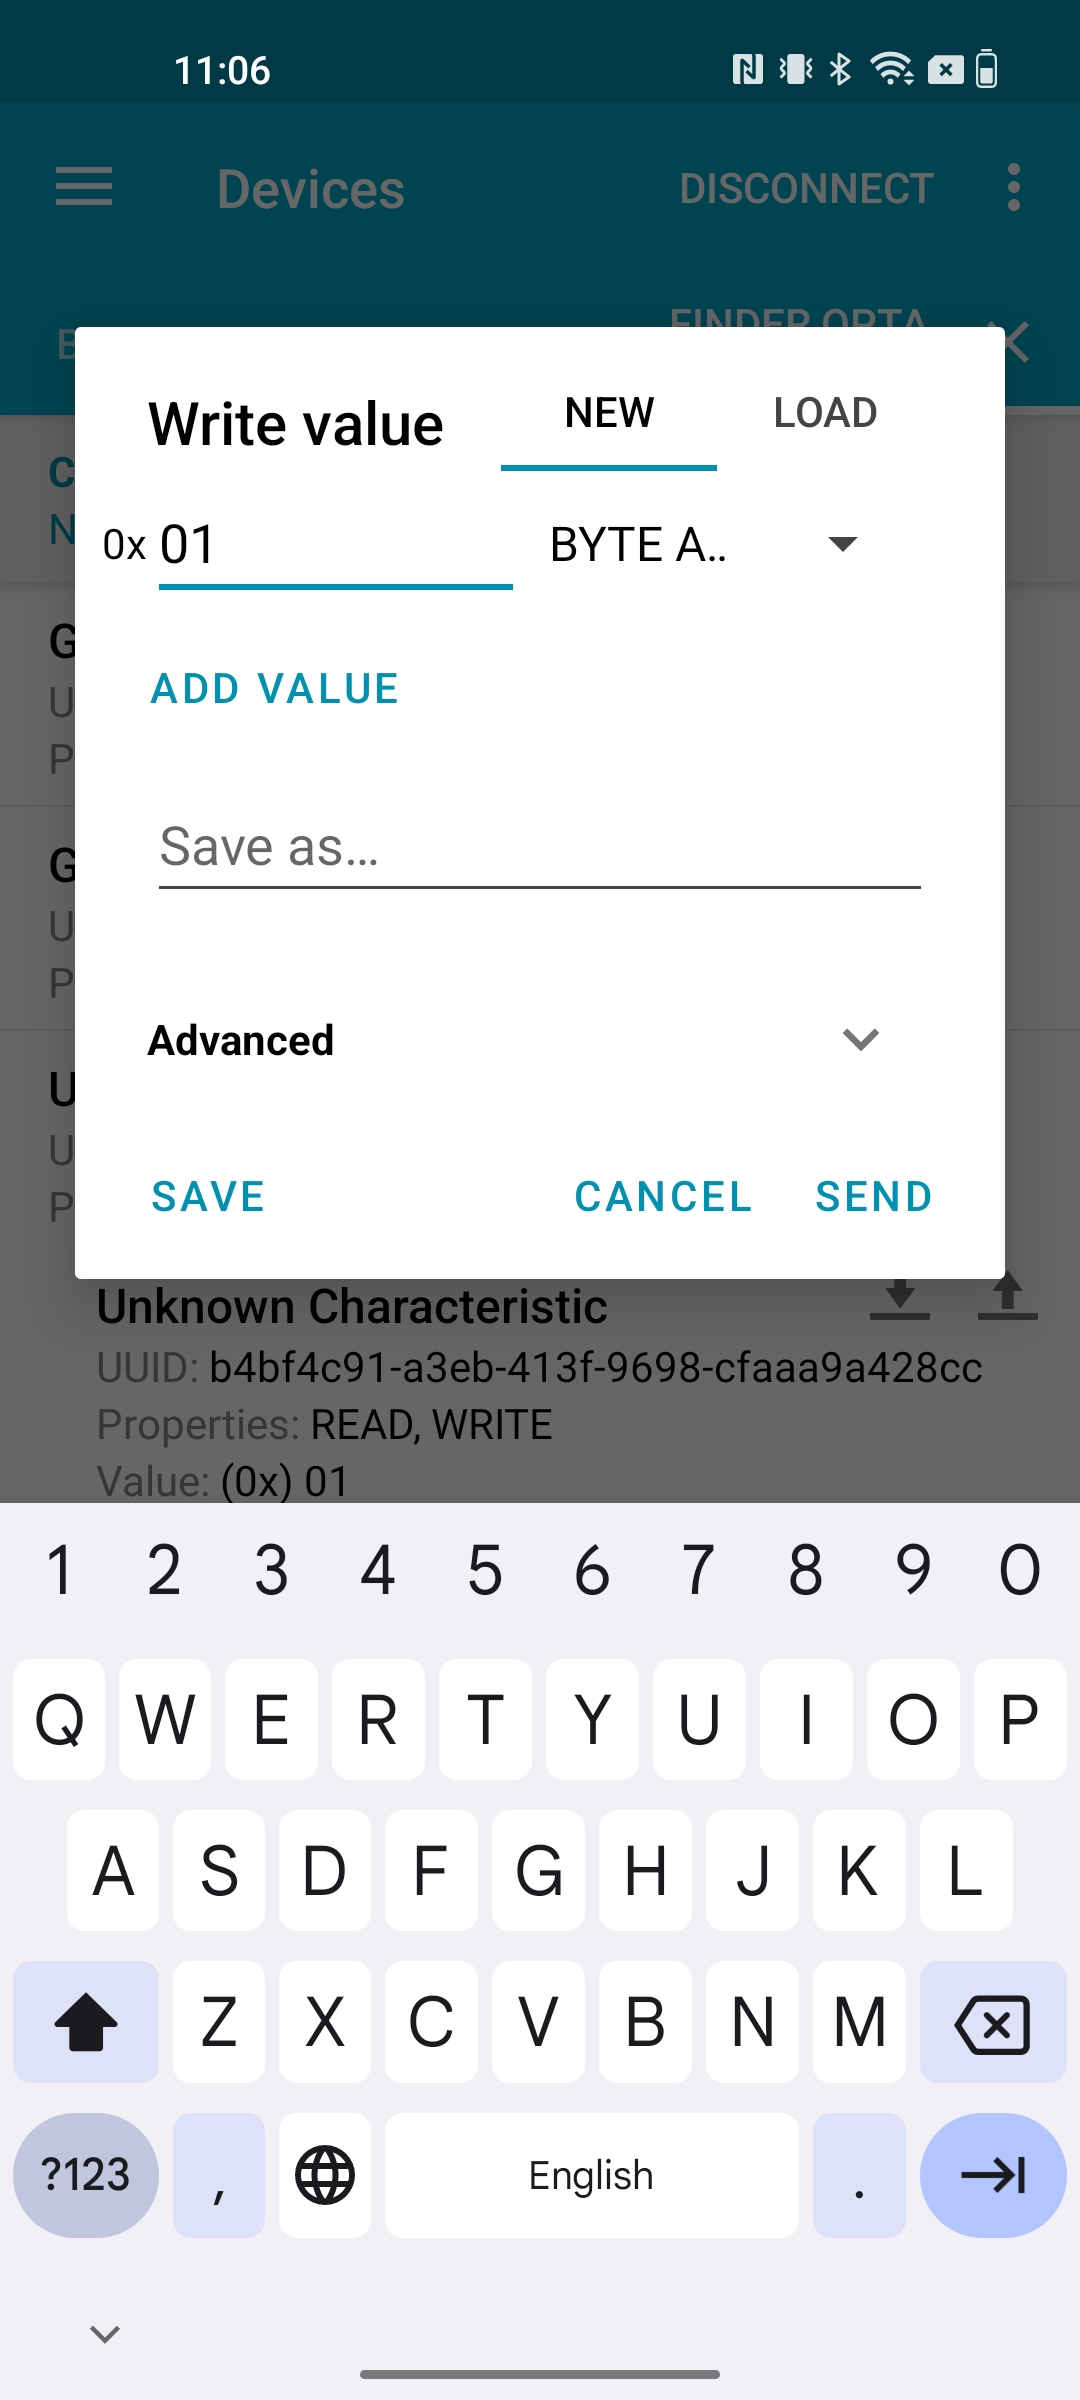 11:06
Devices DISCONNECT
FINDER OPTA
B
Write value NEW LOAD
C
N
0x 01 BYTE A..
G
U
P
ADD VALUE
Save as...
G
U
P
Advanced
U
U
P
SAVE CANCEL SEND
Unknown Characteristic
UUID: b4bf4c91-a3eb-413f-9698-cfaaa9a428cc
Properties: READ, WRITE
Value: (0x) 01
1 2 3 4 5 6 7 8 9 0
Q W E R T Y U I O P
A S D F G H J K L
Z X C V B N M
?123 , English .